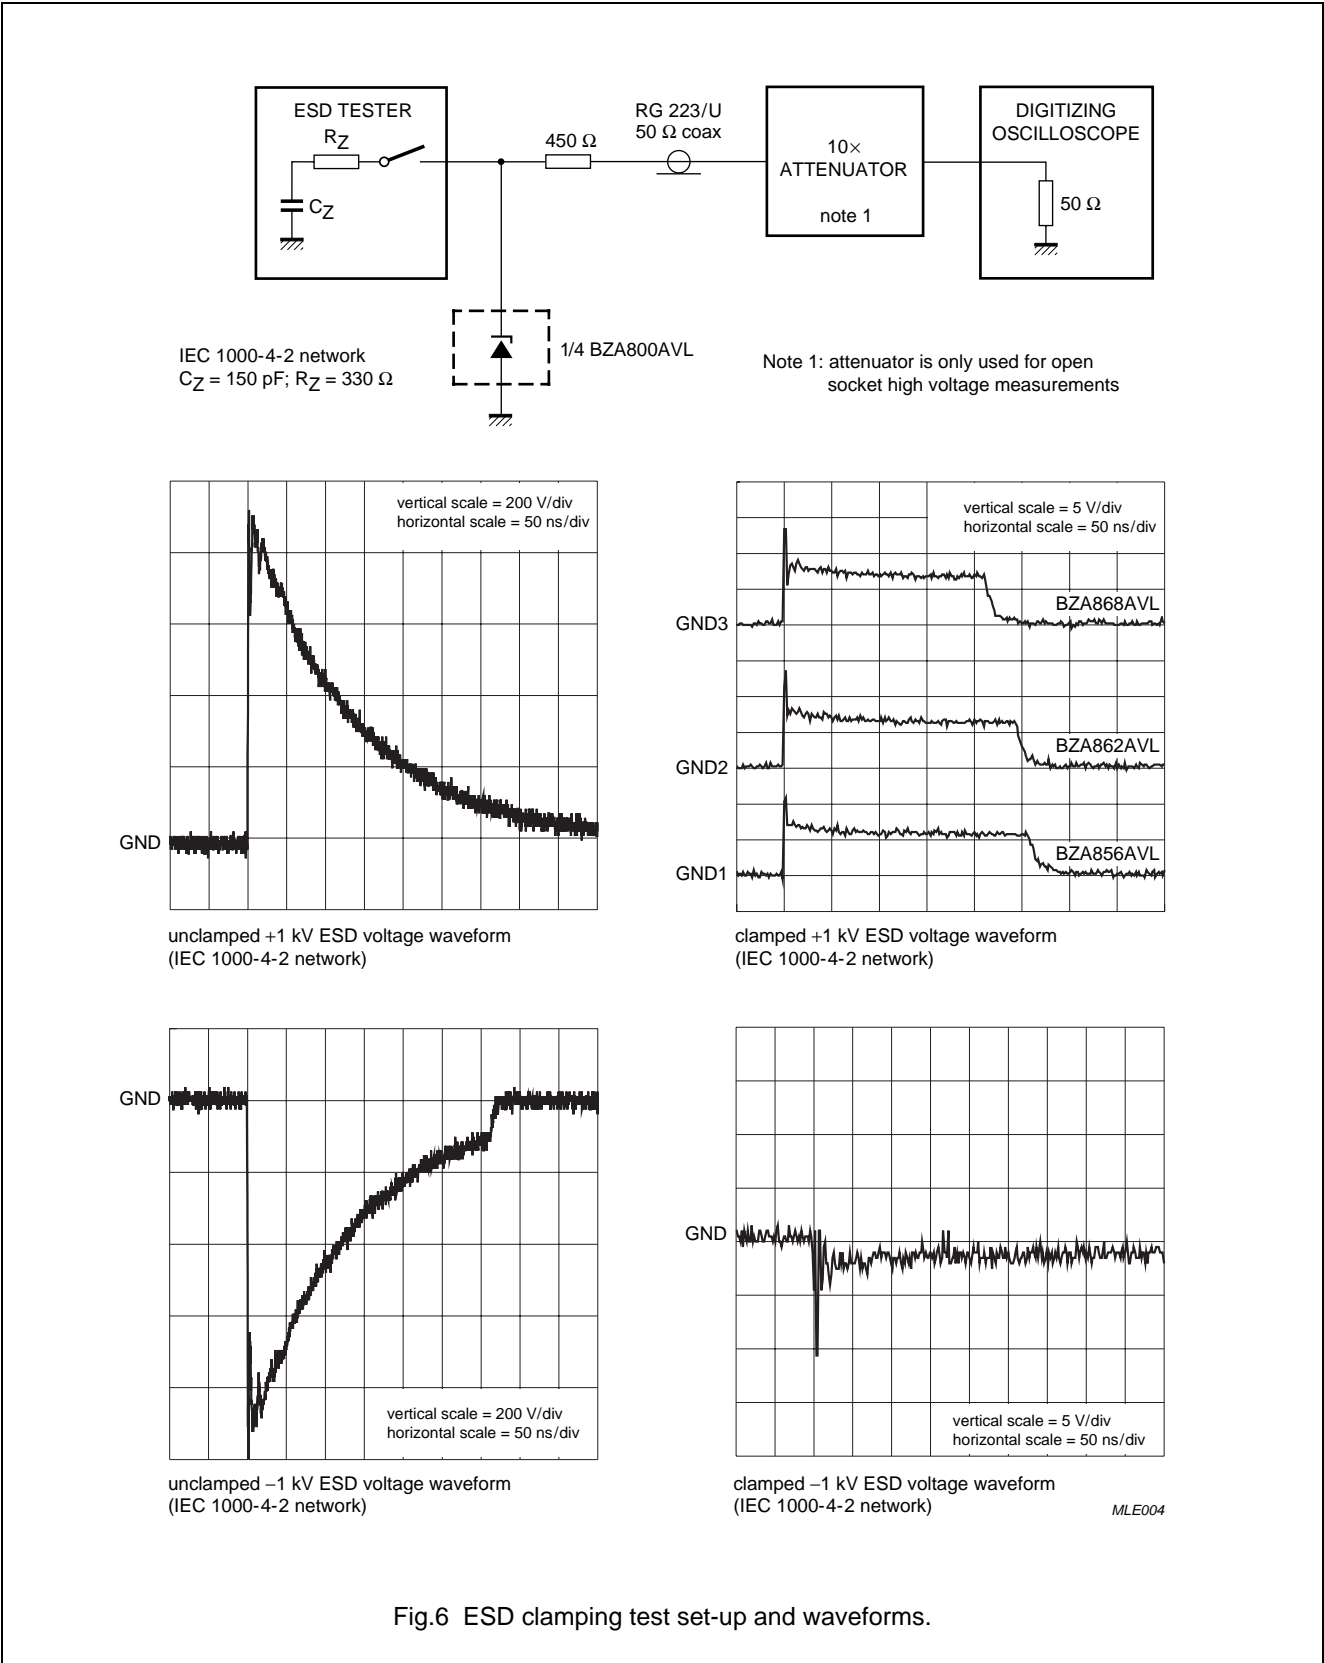 ESD TESTER
RZ
CZ
450 Ω
RG 223/U
50 Ω coax
10×
ATTENUATOR
note 1
DIGITIZING
OSCILLOSCOPE
50 Ω
IEC 1000-4-2 network
CZ = 150 pF; RZ = 330 Ω
1/4 BZA800AVL
Note 1: attenuator is only used for open
socket high voltage measurements
vertical scale = 200 V/div
horizontal scale = 50 ns/div
GND
unclamped +1 kV ESD voltage waveform
(IEC 1000-4-2 network)
vertical scale = 5 V/div
horizontal scale = 50 ns/div
BZA868AVL
GND3
BZA862AVL
GND2
BZA856AVL
GND1
clamped +1 kV ESD voltage waveform
(IEC 1000-4-2 network)
GND
vertical scale = 200 V/div
horizontal scale = 50 ns/div
unclamped −1 kV ESD voltage waveform
(IEC 1000-4-2 network)
GND
vertical scale = 5 V/div
horizontal scale = 50 ns/div
clamped −1 kV ESD voltage waveform
(IEC 1000-4-2 network)
MLE004
Fig.6 ESD clamping test set-up and waveforms.